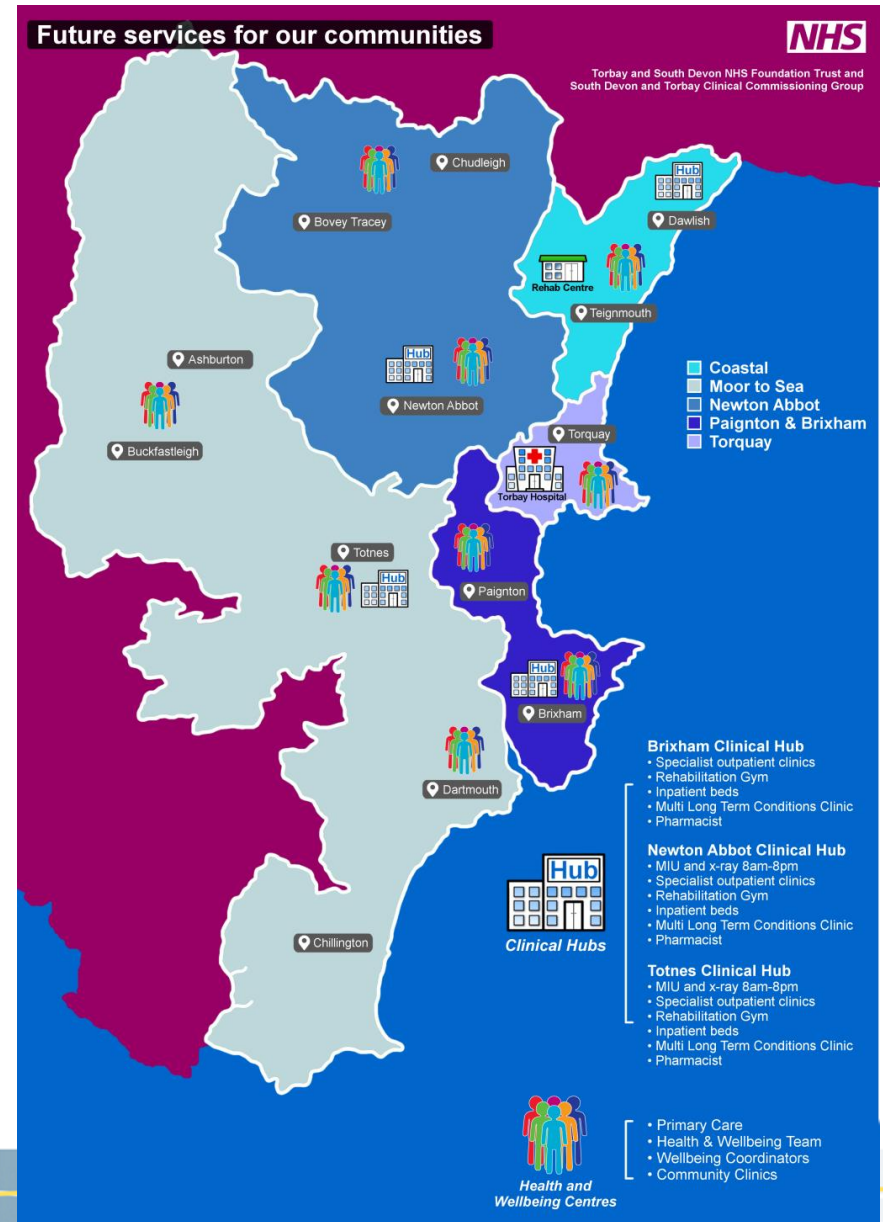 Future services for our communities
NHS
Torbay and South Devon NHS Foundation Trust and
South Devon and Torbay Clinical Commissioning Group
Chudleigh
Bovey Tracey
Hub
Dawlish
Rehab Centre
Teignmouth
Ashburton
Hub
Newton Abbot
Buckfastleigh
Coastal
Moor to Sea
Newton Abbot
Paignton & Brixham
Torquay
Torquay
Torbay Hospital
Totnes
Hub
Paignton
Hub
Brixham
Dartmouth
Chillington
Hub
Clinical Hubs
Brixham Clinical Hub
• Specialist outpatient clinics
• Rehabilitation Gym
• Inpatient beds
• Multi Long Term Conditions Clinic
• Pharmacist
Newton Abbot Clinical Hub
• MIU and x-ray 8am-8pm
• Specialist outpatient clinics
• Rehabilitation Gym
• Inpatient beds
• Multi Long Term Conditions Clinic
• Pharmacist
Totnes Clinical Hub
• MIU and x-ray 8am-8pm
• Specialist outpatient clinics
• Rehabilitation Gym
• Inpatient beds
• Multi Long Term Conditions Clinic
• Pharmacist
Health and
Wellbeing Centres
• Primary Care
• Health & Wellbeing Team
• Wellbeing Coordinators
• Community Clinics